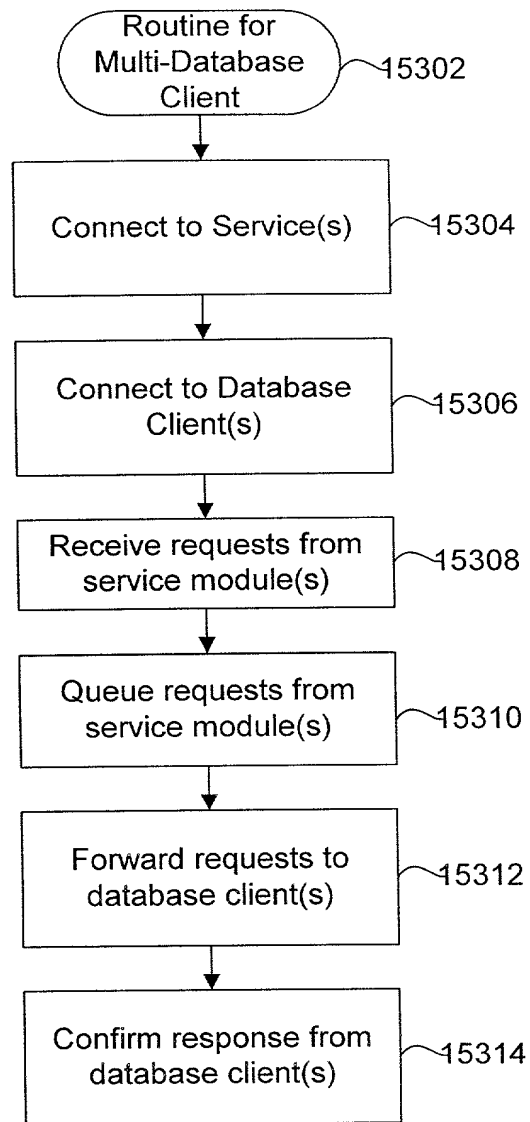 Routine for
Multi-Database
Client
15302
Connect to Service(s)
15304
Connect to Database
Client(s)
15306
Receive requests from
service module(s)
15308
Queue requests from
service module(s)
15310
Forward requests to
database client(s)
15312
Confirm response from
database client(s)
15314